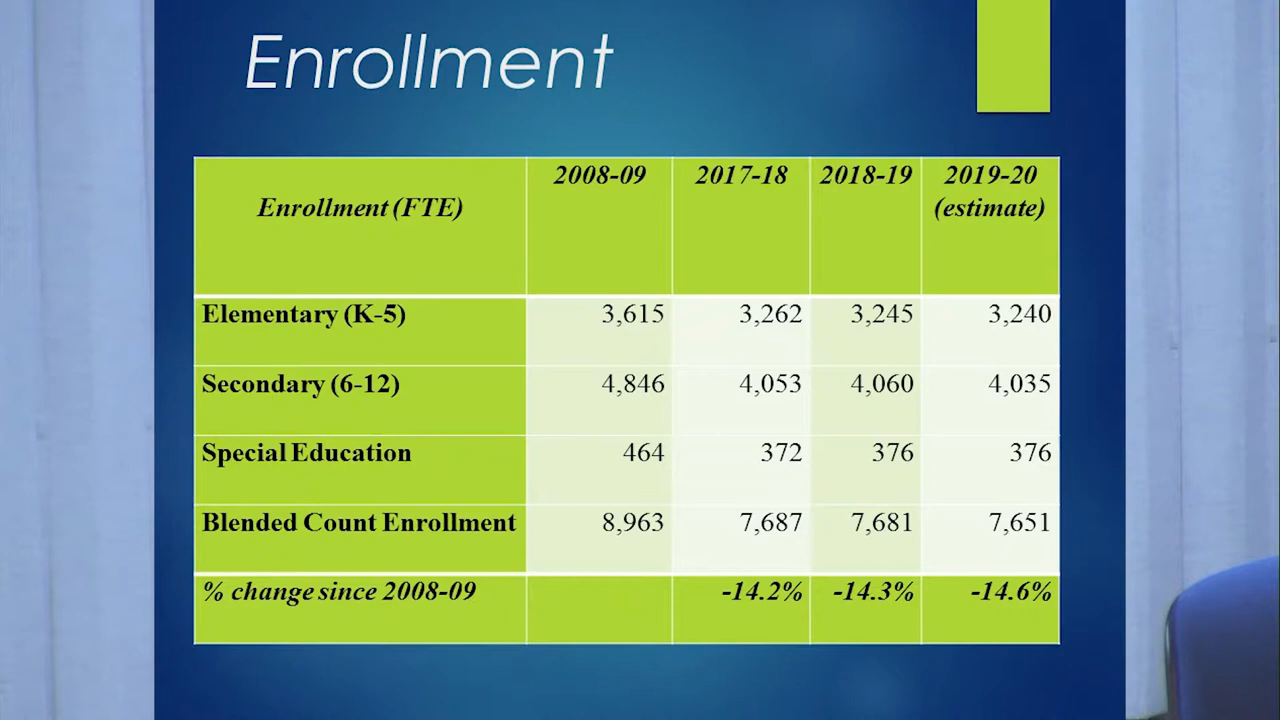 Enrollment
Enrollment (FTE) 2008-09 2017-18 2018-19 2019-20 (estimate)
Elementary (K-5) 3,615 3,262 3,245 3,240
Secondary (6-12) 4,846 4,053 4,060 4,035
Special Education 464 372 376 376
Blended Count Enrollment 8,963 7,687 7,681 7,651
% change since 2008-09 -14.2% -14.3% -14.6%